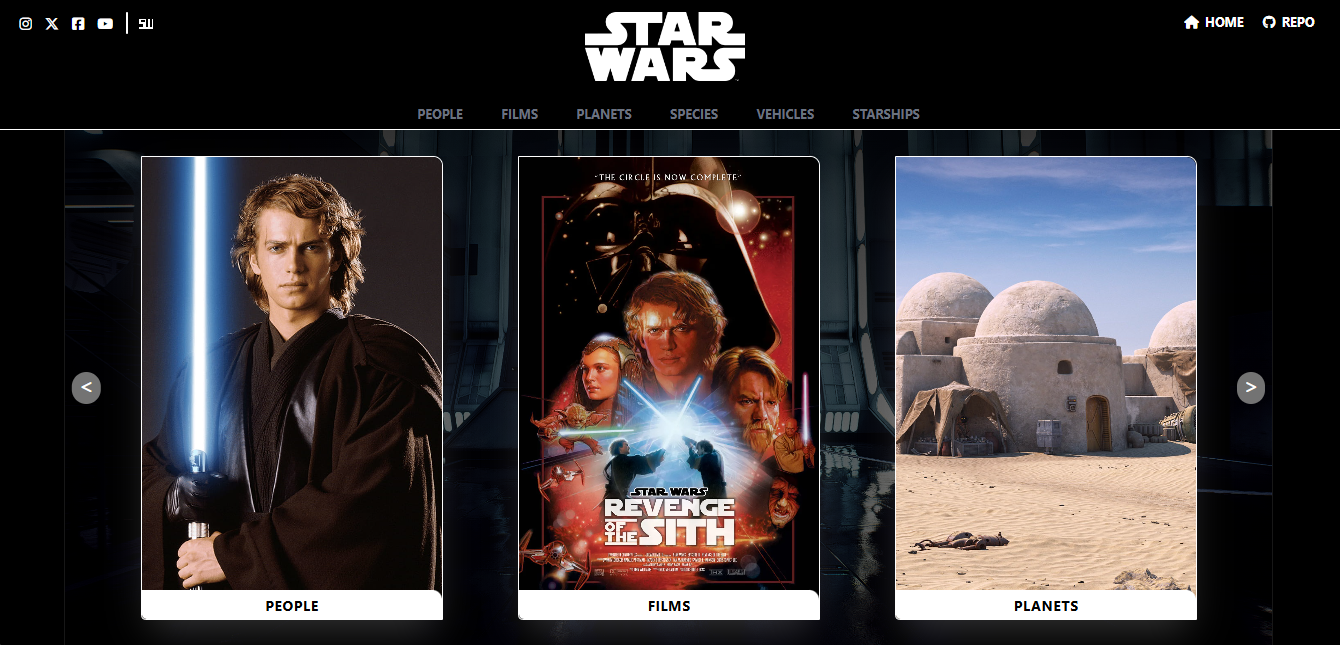 SW
STAR
WARS
HOME
REPO
PEOPLE FILMS PLANETS SPECIES VEHICLES STARSHIPS
<
"THE CIRCLE IS NOW COMPLETE"
STAR WARS
REVENGE
OF THE SITH
>
PEOPLE
FILMS
PLANETS